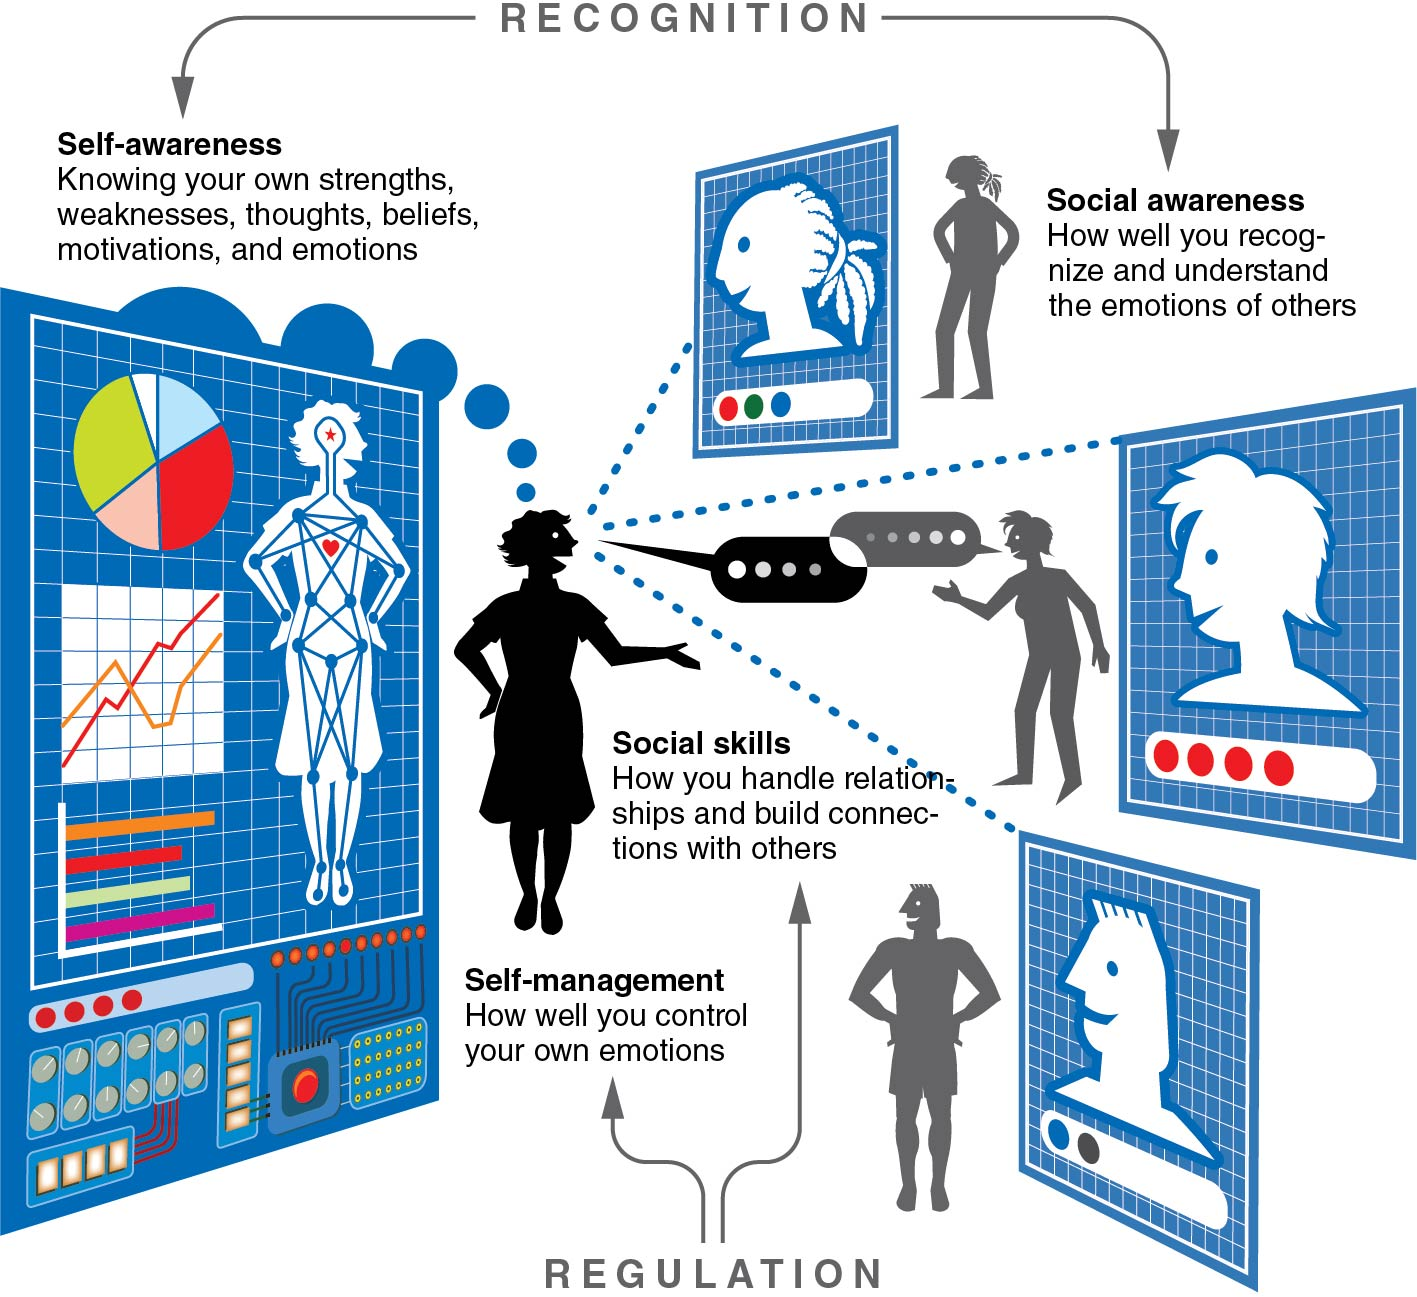 RECOGNITION
Self-awareness
Knowing your own strengths,
weaknesses, thoughts, beliefs,
motivations, and emotions
Social awareness
How well you recog-
nize and understand
the emotions of others
Social skills
How you handle relation-
ships and build connec-
tions with others
Self-management
How well you control
your own emotions
REGULATION